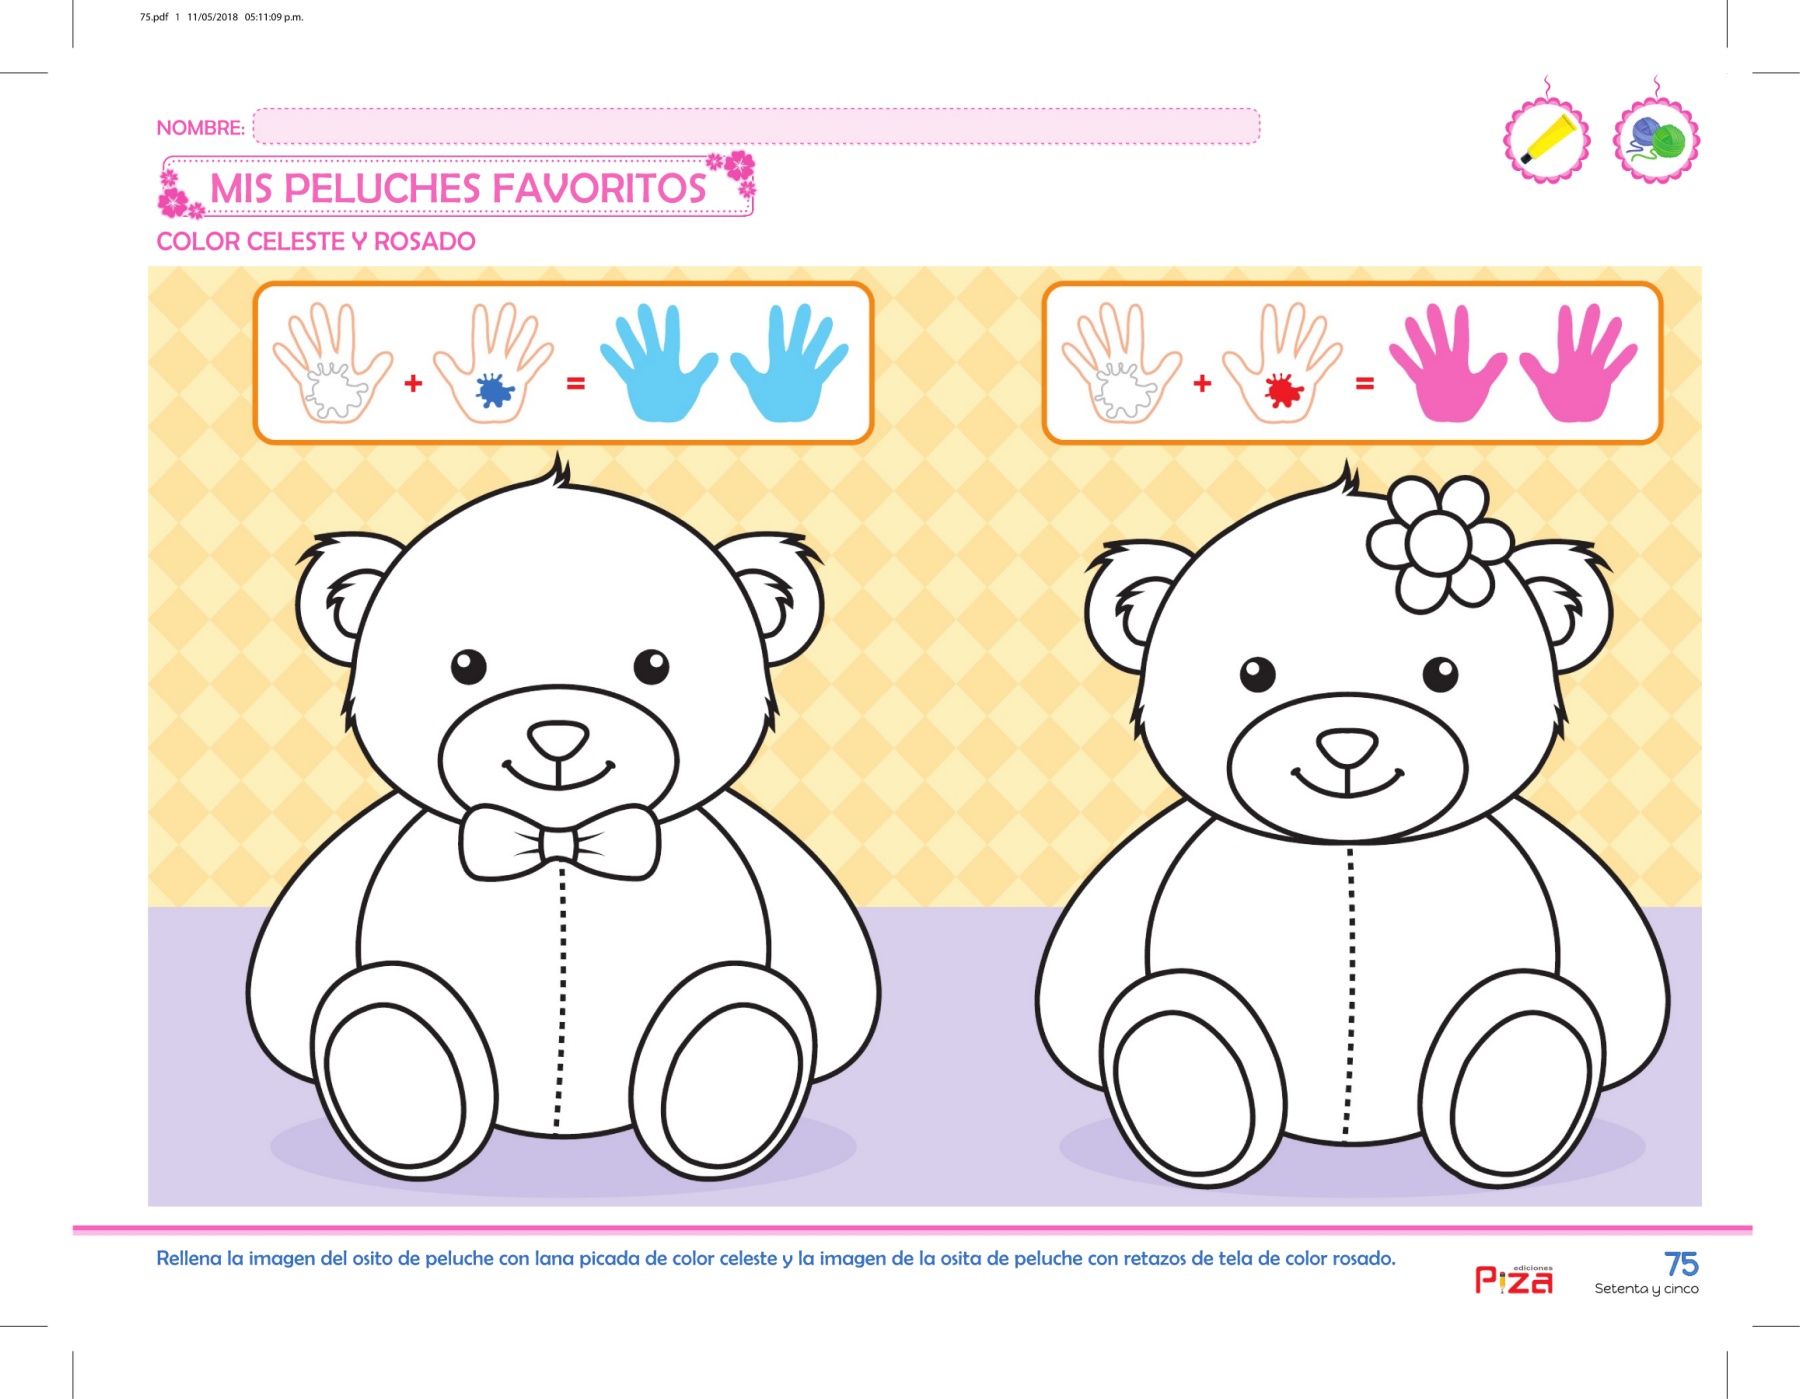 75.pdf 1 11/05/2018 05:11:09 p.m.
NOMBRE:
MIS PELUCHES FAVORITOS
COLOR CELESTE Y ROSADO
+ =
+ =
Rellena la imagen del osito de peluche con lana picada de color celeste y la imagen de la osita de peluche con retazos de tela de color rosado.
ediciones
Piza
75
Setenta y cinco